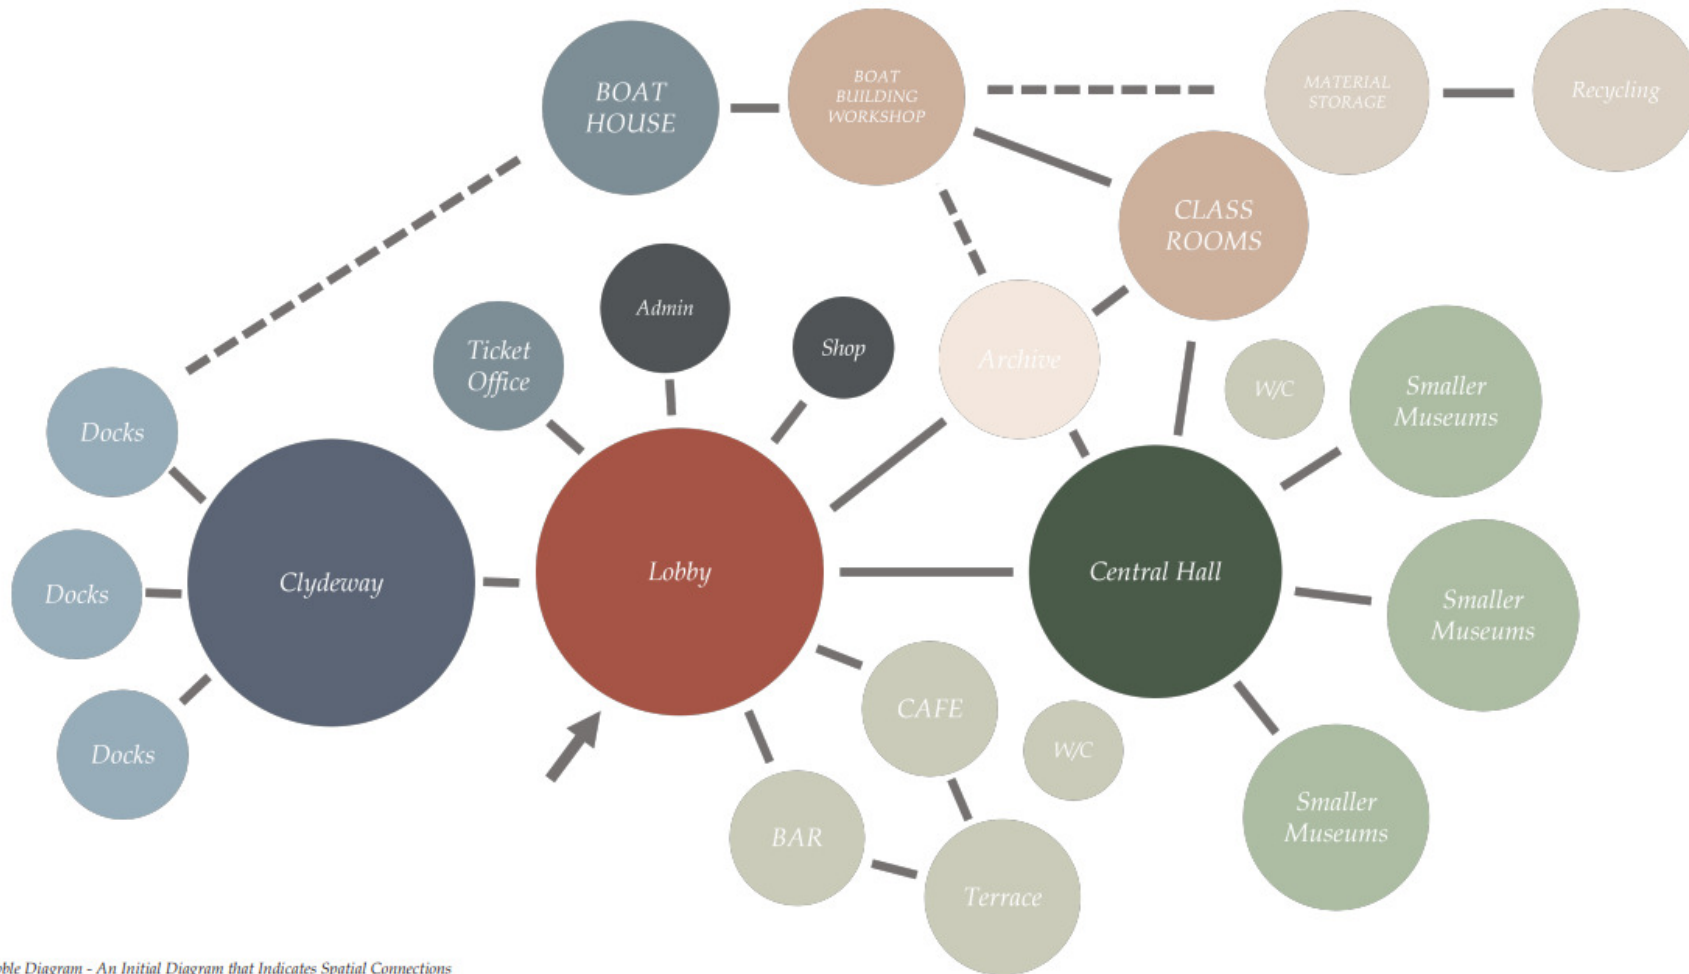 BOAT
HOUSE
BOAT
BUILDING
WORKSHOP
MATERIAL
STORAGE
Recycling
CLASS
ROOMS
Admin
Ticket
Office
Shop
Archive
W/C
Smaller
Museums
Docks
Clydeway
Lobby
Central Hall
Docks
Smaller
Museums
CAFE
W/C
Docks
BAR
Terrace
Smaller
Museums
Diagram - An Initial Diagram that Indicates Spatial Connections